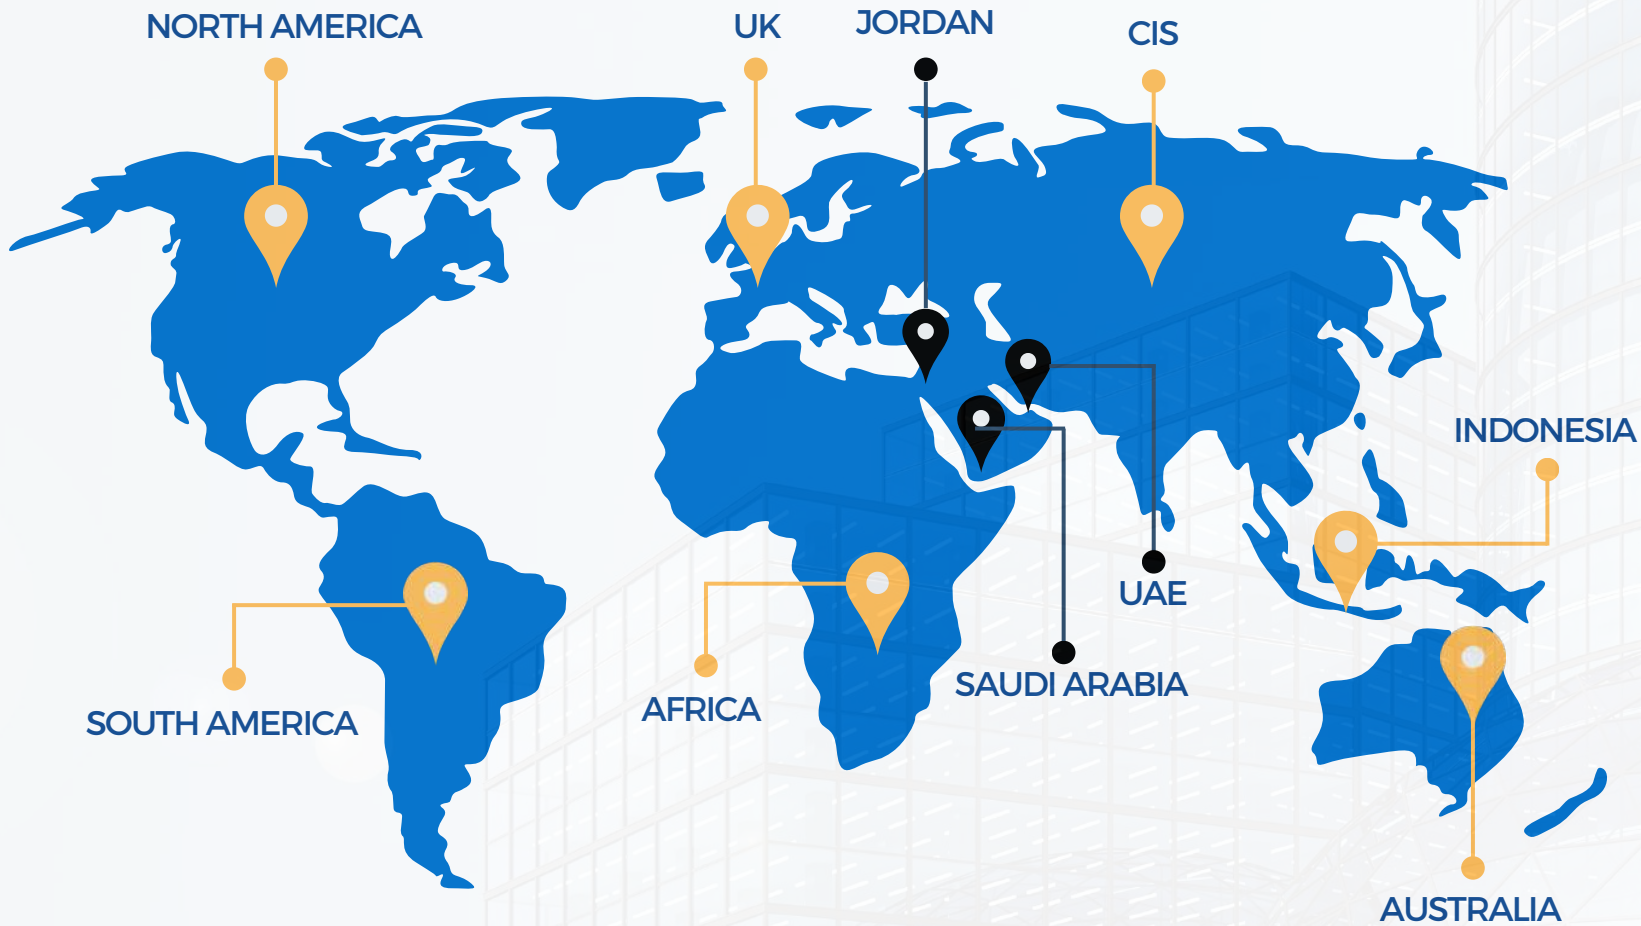 NORTH AMERICA
UK
JORDAN
CIS
INDONESIA
UAE
SAUDI ARABIA
AFRICA
SOUTH AMERICA
AUSTRALIA